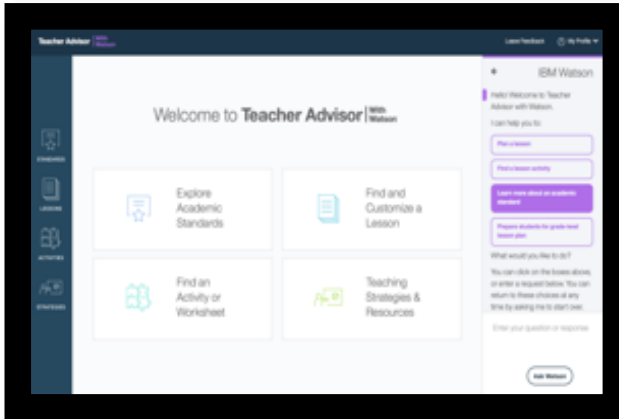 Teacher Advisor With Watson
Leave Feedback
My Profile
STANDARDS
LESSONS
ACTIVITIES
STRATEGIES
Welcome to Teacher Advisor With Watson
Explore
Academic
Standards
Find and
Customize a
Lesson
Find an
Activity or
Worksheet
Teaching
Strategies &
Resources
IBM Watson
Hello! Welcome to Teacher
Advisor with Watson.
I can help you to:
Plan a lesson
Find a lesson activity
Learn more about an academic
standard
Prepare students for grade-level
lesson plan
What would you like to do?
You can click on the boxes above,
or enter a request below. You can
return to these choices at any
time by asking me to start over.
Enter your question or response
Ask Watson